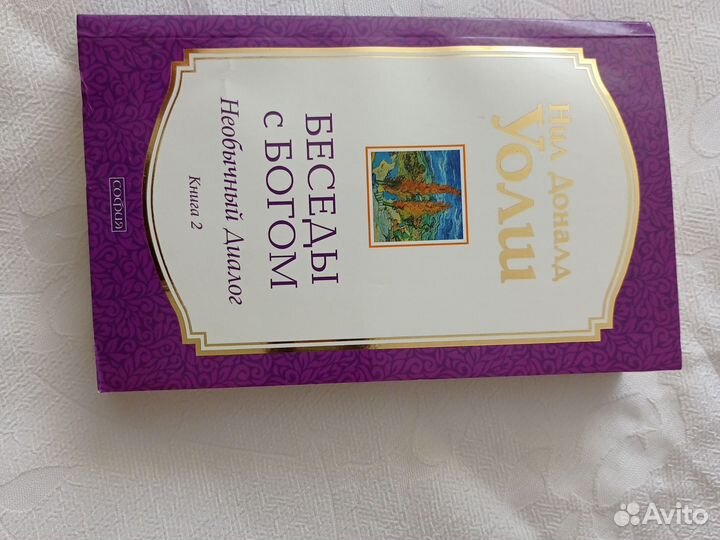 Нил Доналд
Уолш
БЕСЕДЫ
с БОГОМ
Необычный Диалог
Книга 2
СОФИЯ
Avito